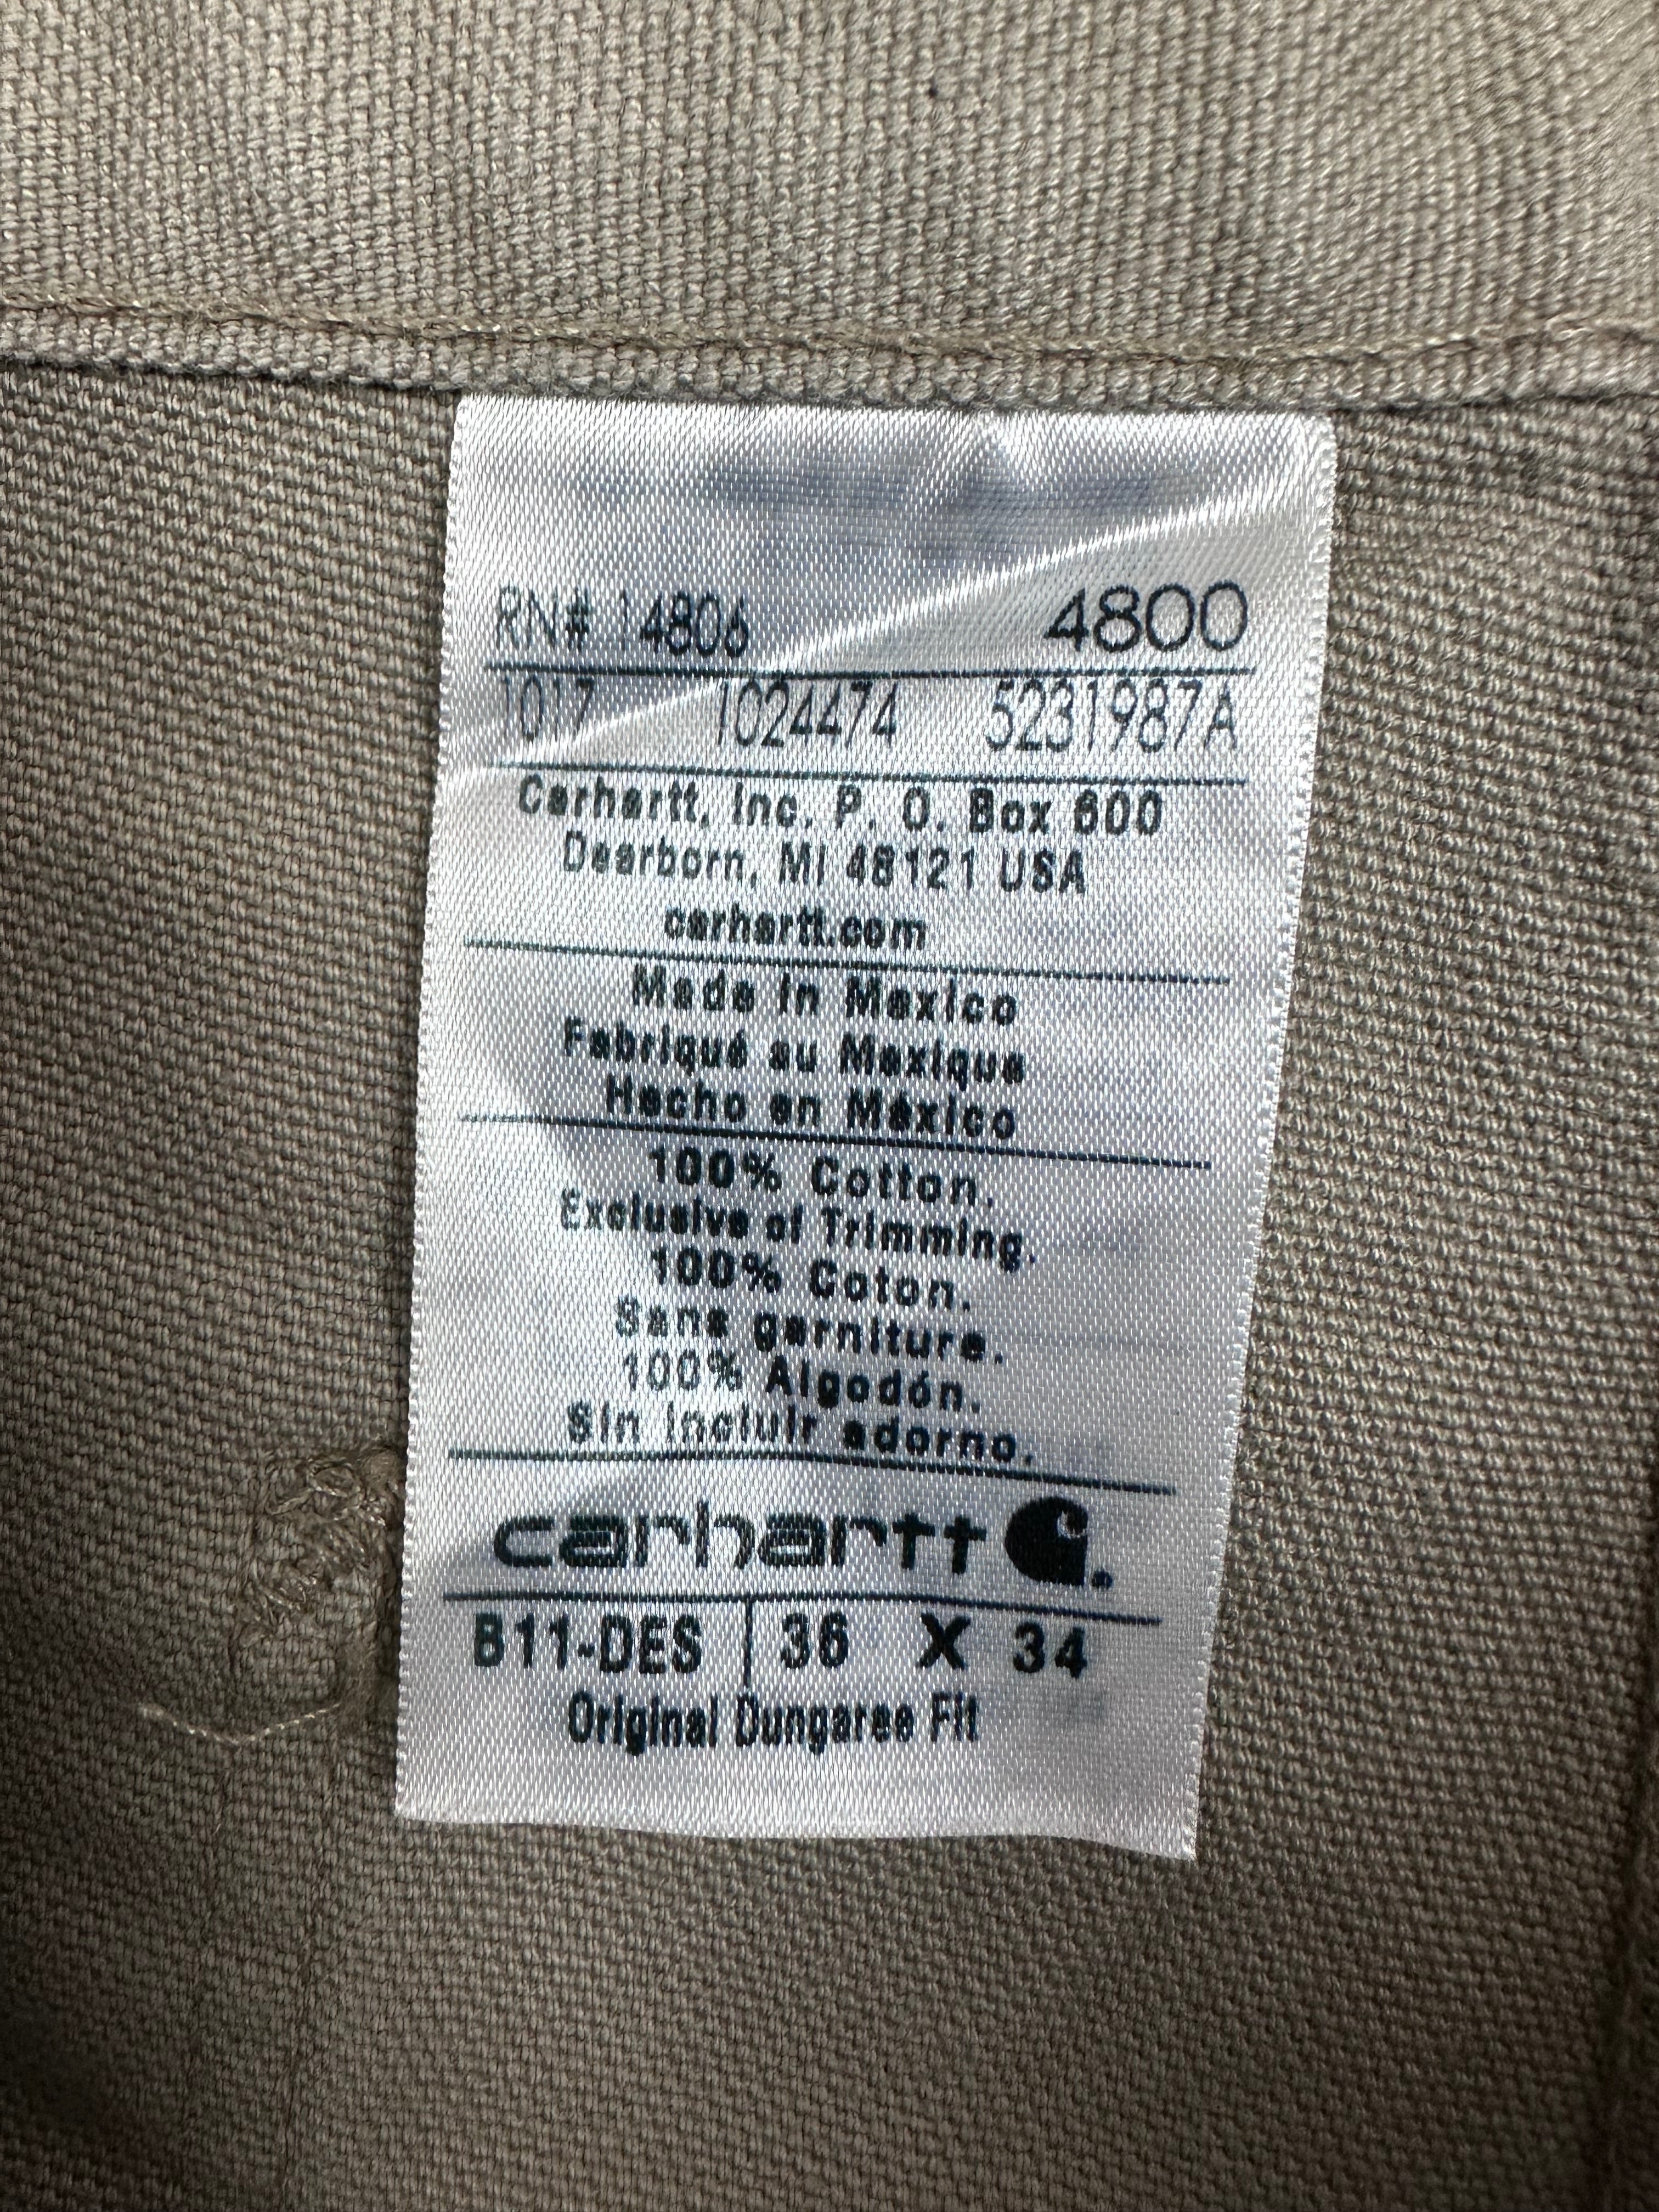 RN# 14806 4800
1017 1024474 5231987A
Carhartt, Inc. P. O. Box 600
Dearborn, MI 48121 USA
carhartt.com
Made in Mexico
Fabriqué au Mexique
Hecho en México
100% Cotton.
Exclusive of Trimming.
100% Coton.
Sans garniture.
100% Algodón.
Sin incluir adorno.
carhartt
B11-DES 36 X 34
Original Dungaree Fit